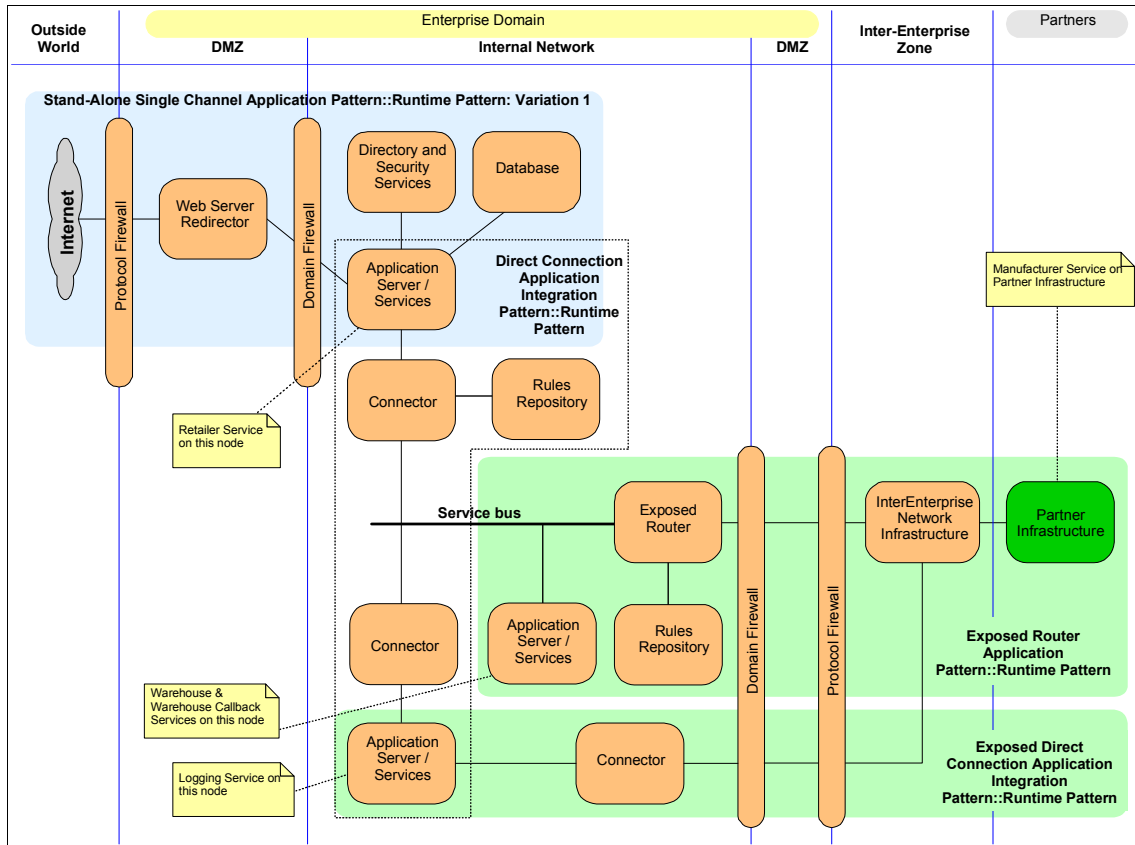 Enterprise Domain
Partners
Outside
World
DMZ
Internal Network
DMZ
Inter-Enterprise
Zone
Stand-Alone Single Channel Application Pattern::Runtime Pattern: Variation 1
Internet
Protocol Firewall
Web Server
Redirector
Domain Firewall
Directory and
Security
Services
Database
Application
Server /
Services
Direct Connection
Application
Integration
Pattern::Runtime
Pattern
Manufacturer Service on
Partner Infrastructure
Connector
Rules
Repository
Retailer Service
on this node
Service bus
Exposed
Router
Domain Firewall
Protocol Firewall
InterEnterprise
Network
Infrastructure
Partner
Infrastructure
Connector
Application
Server /
Services
Rules
Repository
Exposed Router
Application
Pattern::Runtime Pattern
Warehouse &
Warehouse Callback
Services on this node
Application
Server /
Services
Connector
Exposed Direct
Connection Application
Integration
Pattern::Runtime Pattern
Logging Service on
this node